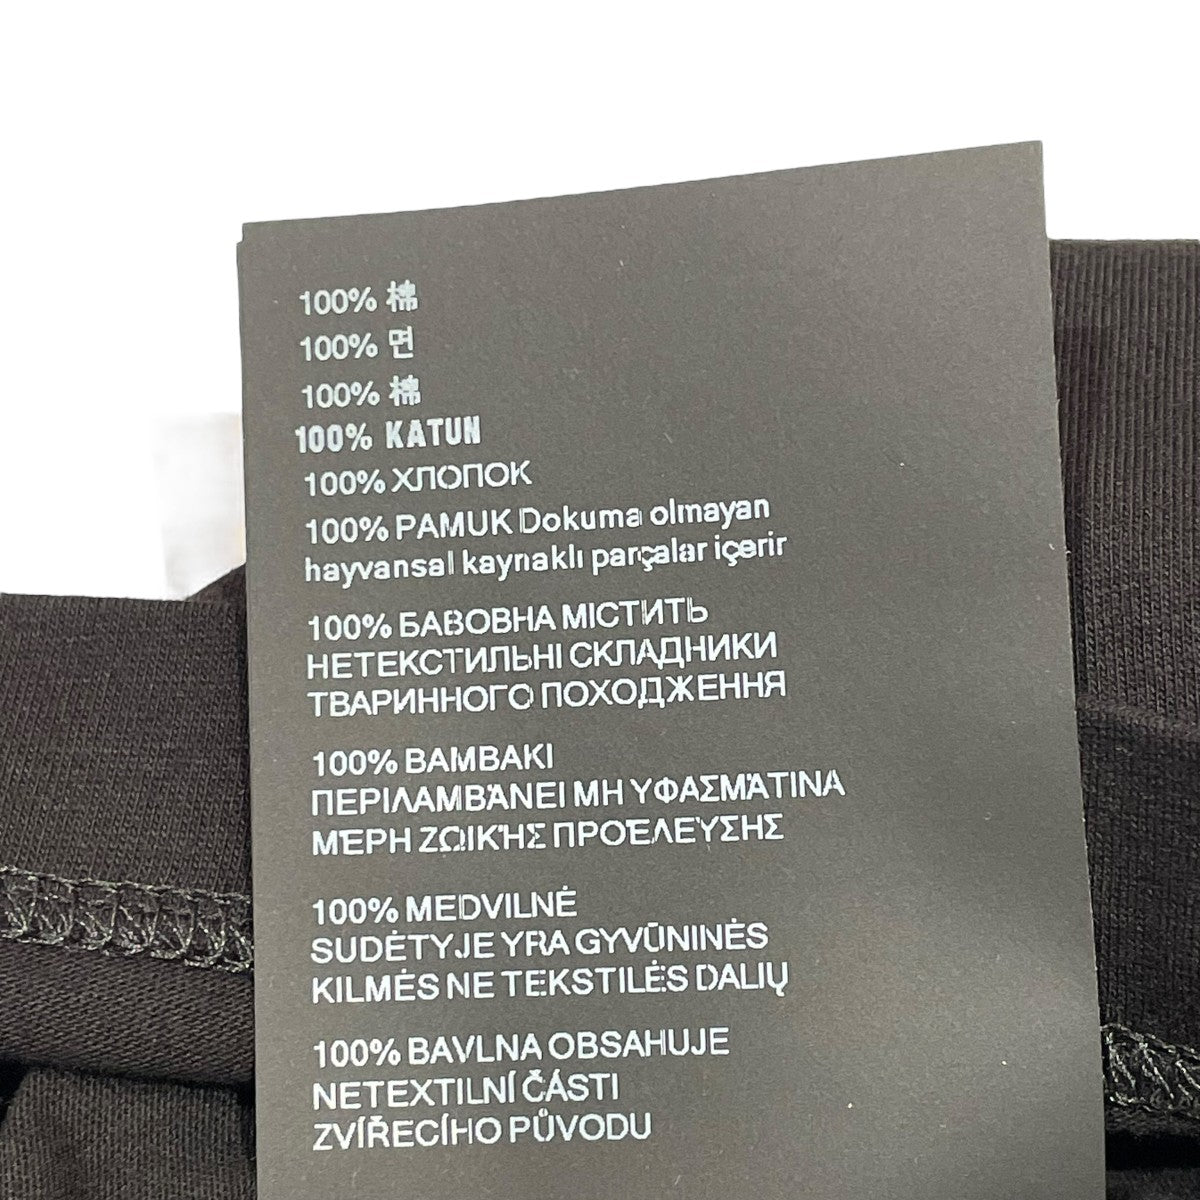 100% 棉
100% 면
100% 棉
100% KATUN
100% ХЛОПОК
100% PAMUK Dokuma olmayan
hayvansal kaynaklı parçalar içerir
100% БАВОВНА МІСТИТЬ
НЕТЕКСТИЛЬНІ СКЛАДНИКИ
ТВАРИННОГО ПОХОДЖЕННЯ
100% ΒΑΜΒΑΚΙ
ΠΕΡΙΛΑΜΒΆΝΕΙ ΜΗ ΥΦΑΣΜΆΤΙΝΑ
ΜΈΡΗ ΖΩΙΚΉΣ ΠΡΟΈΛΕΥΣΗΣ
100% MEDVILNĖ
SUDĖTYJE YRA GYVŪNINĖS
KILMĖS NE TEKSTILĖS DALIŲ
100% BAVLNA OBSAHUJE
NETEXTILNÍ ČÁSTI
ZVÍŘECÍHO PŮVODU